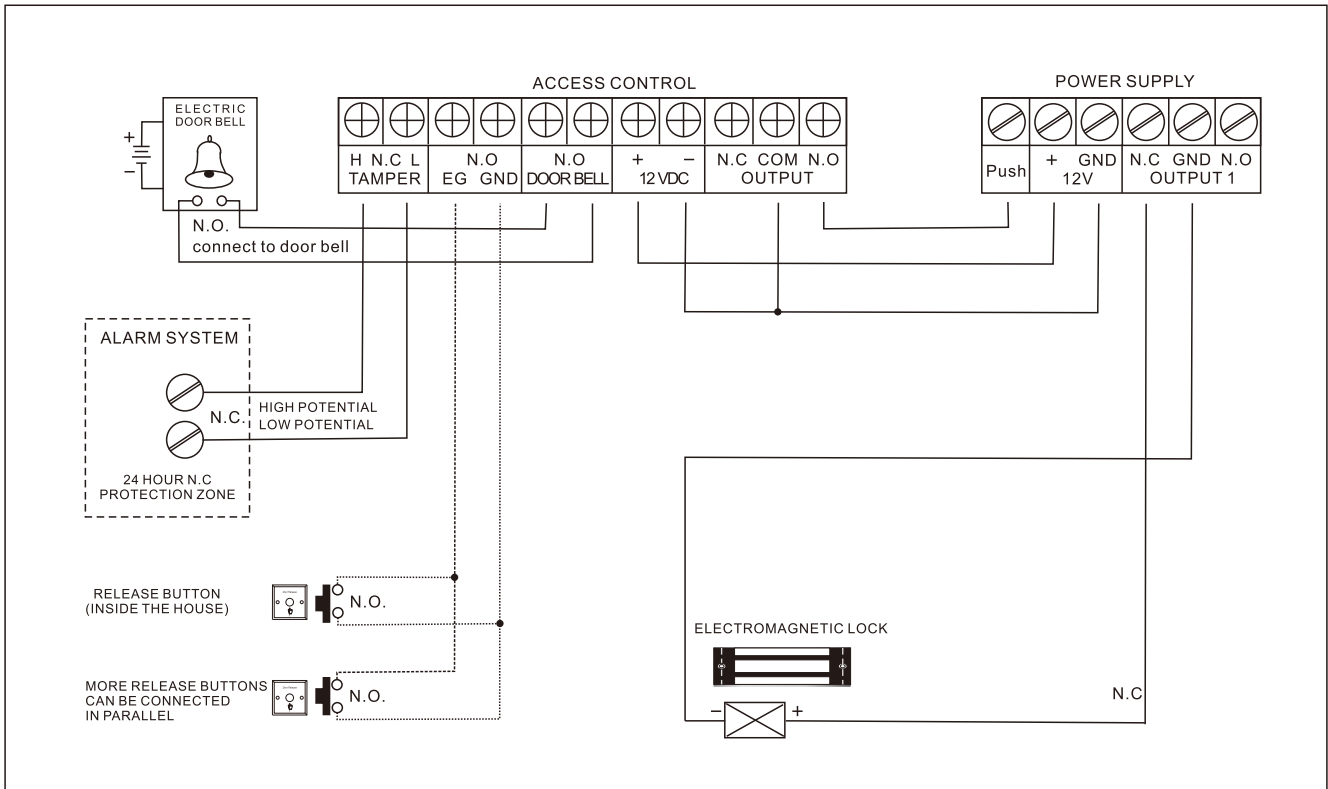 ACCESS CONTROL
POWER SUPPLY
ELECTRIC
DOOR BELL
+
−
H N.C L
TAMPER
N.O
EG GND
N.O
DOOR BELL
+ −
12 VDC
N.C COM N.O
OUTPUT
Push
+ GND
12V
N.C GND N.O
OUTPUT 1
N.O.
connect to door bell
ALARM SYSTEM
N.C.
HIGH POTENTIAL
LOW POTENTIAL
24 HOUR N.C
PROTECTION ZONE
RELEASE BUTTON
(INSIDE THE HOUSE)
N.O.
MORE RELEASE BUTTONS
CAN BE CONNECTED
IN PARALLEL
N.O.
ELECTROMAGNETIC LOCK
− +
N.C